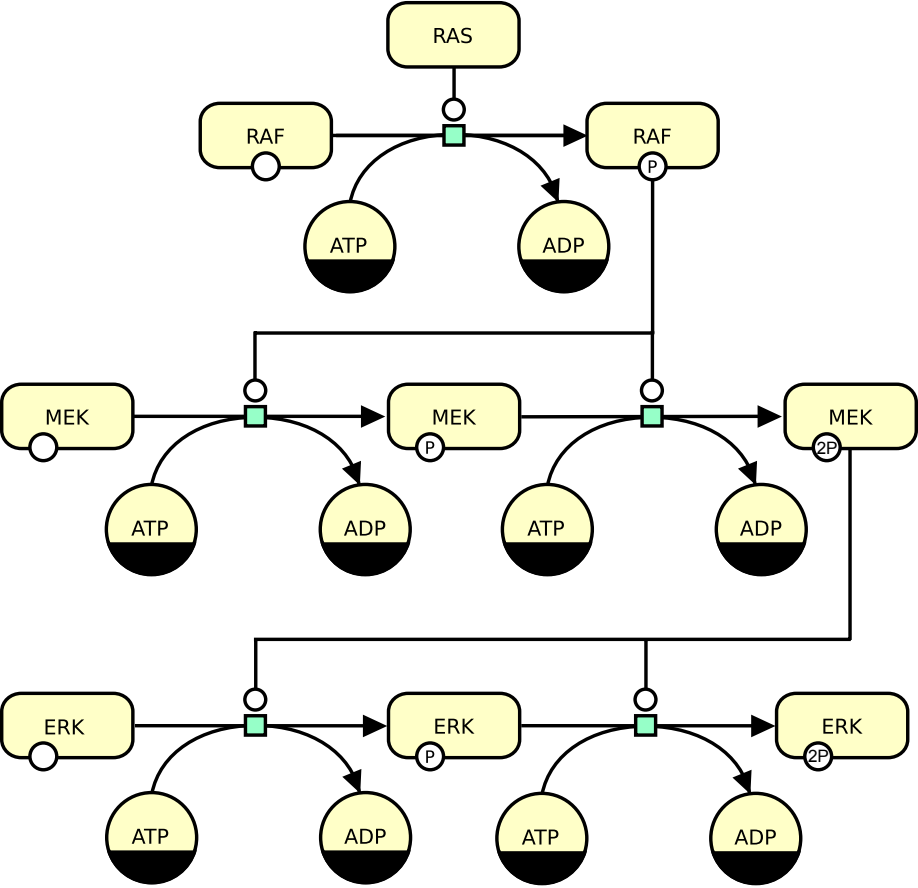 RAS
RAF
RAF
P
ATP
ADP
MEK
MEK
MEK
P
2P
ATP
ADP
ATP
ADP
ERK
ERK
ERK
P
2P
ATP
ADP
ATP
ADP